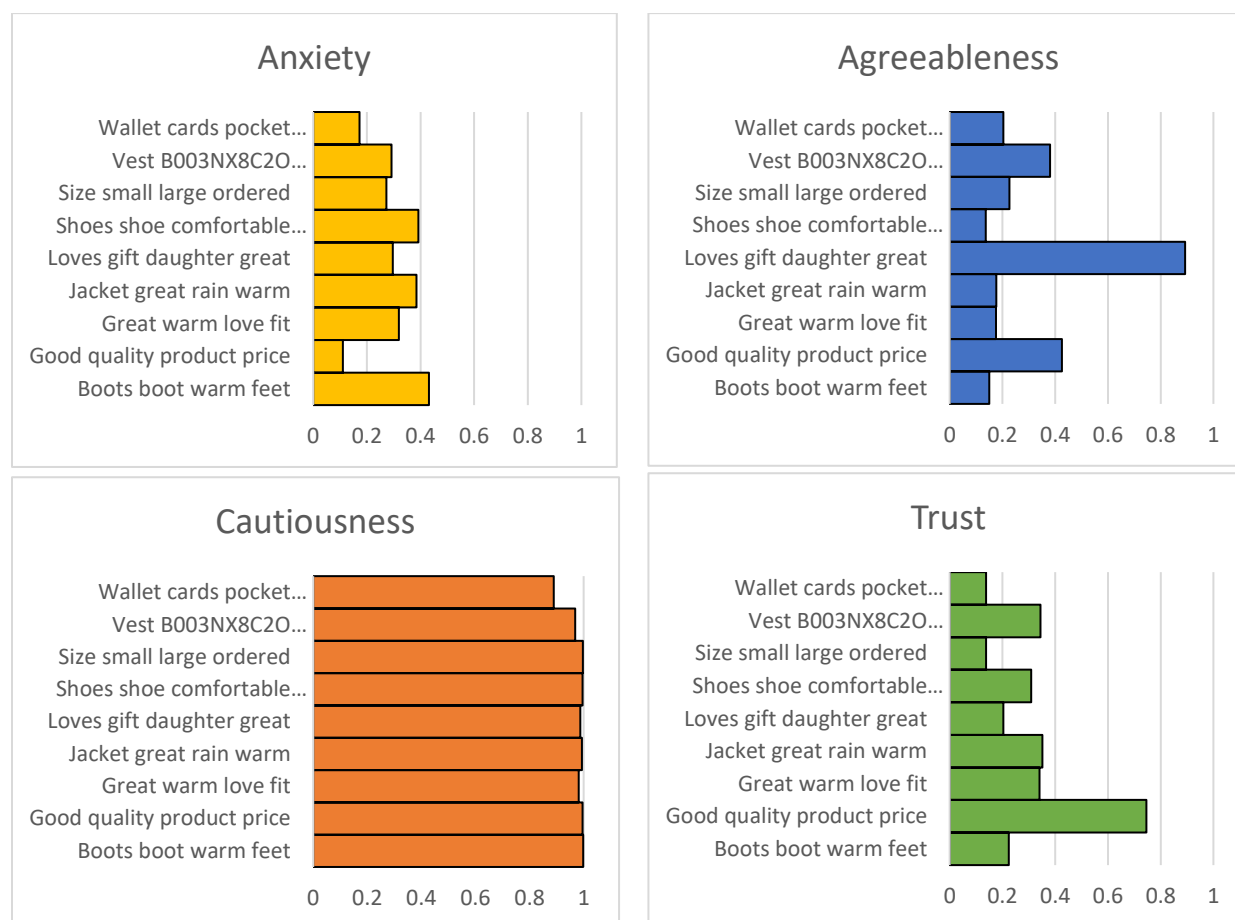 Anxiety
Wallet cards pocket...
Vest B003NX8C2O...
Size small large ordered
Shoes shoe comfortable...
Loves gift daughter great
Jacket great rain warm
Great warm love fit
Good quality product price
Boots boot warm feet
0 0.2 0.4 0.6 0.8 1
Agreeableness
Wallet cards pocket...
Vest B003NX8C2O...
Size small large ordered
Shoes shoe comfortable...
Loves gift daughter great
Jacket great rain warm
Great warm love fit
Good quality product price
Boots boot warm feet
0 0.2 0.4 0.6 0.8 1
Cautiousness
Wallet cards pocket...
Vest B003NX8C2O...
Size small large ordered
Shoes shoe comfortable...
Loves gift daughter great
Jacket great rain warm
Great warm love fit
Good quality product price
Boots boot warm feet
0 0.2 0.4 0.6 0.8 1
Trust
Wallet cards pocket...
Vest B003NX8C2O...
Size small large ordered
Shoes shoe comfortable...
Loves gift daughter great
Jacket great rain warm
Great warm love fit
Good quality product price
Boots boot warm feet
0 0.2 0.4 0.6 0.8 1